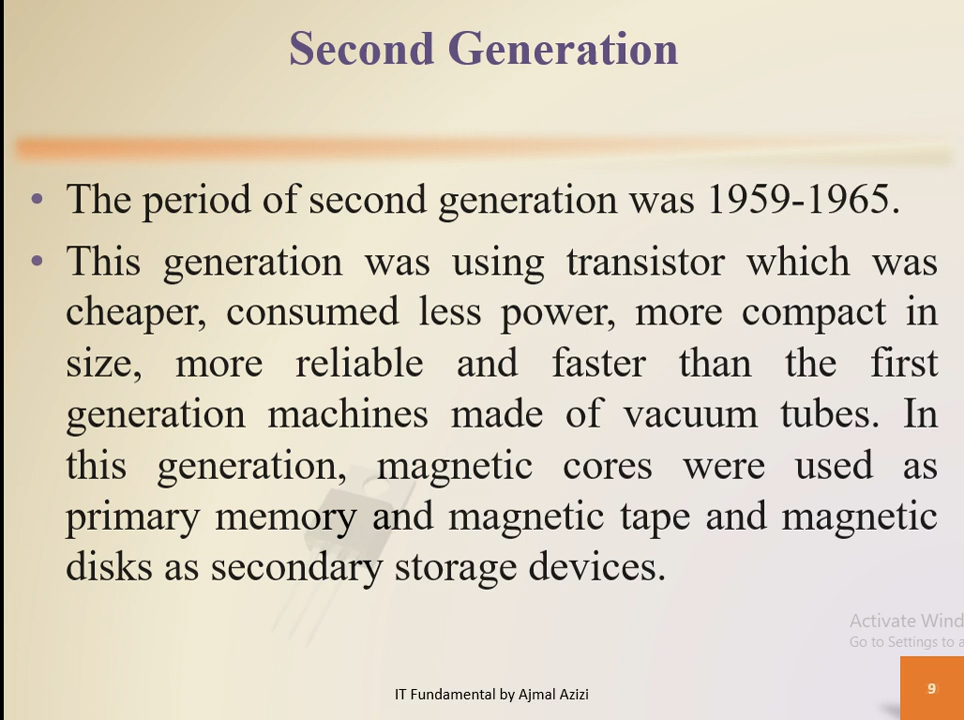 Second Generation
• The period of second generation was 1959-1965.
• This generation was using transistor which was
cheaper, consumed less power, more compact in
size, more reliable and faster than the first
generation machines made of vacuum tubes. In
this generation, magnetic cores were used as
primary memory and magnetic tape and magnetic
disks as secondary storage devices.
Activate Wind
Go to Settings to a
IT Fundamental by Ajmal Azizi
9